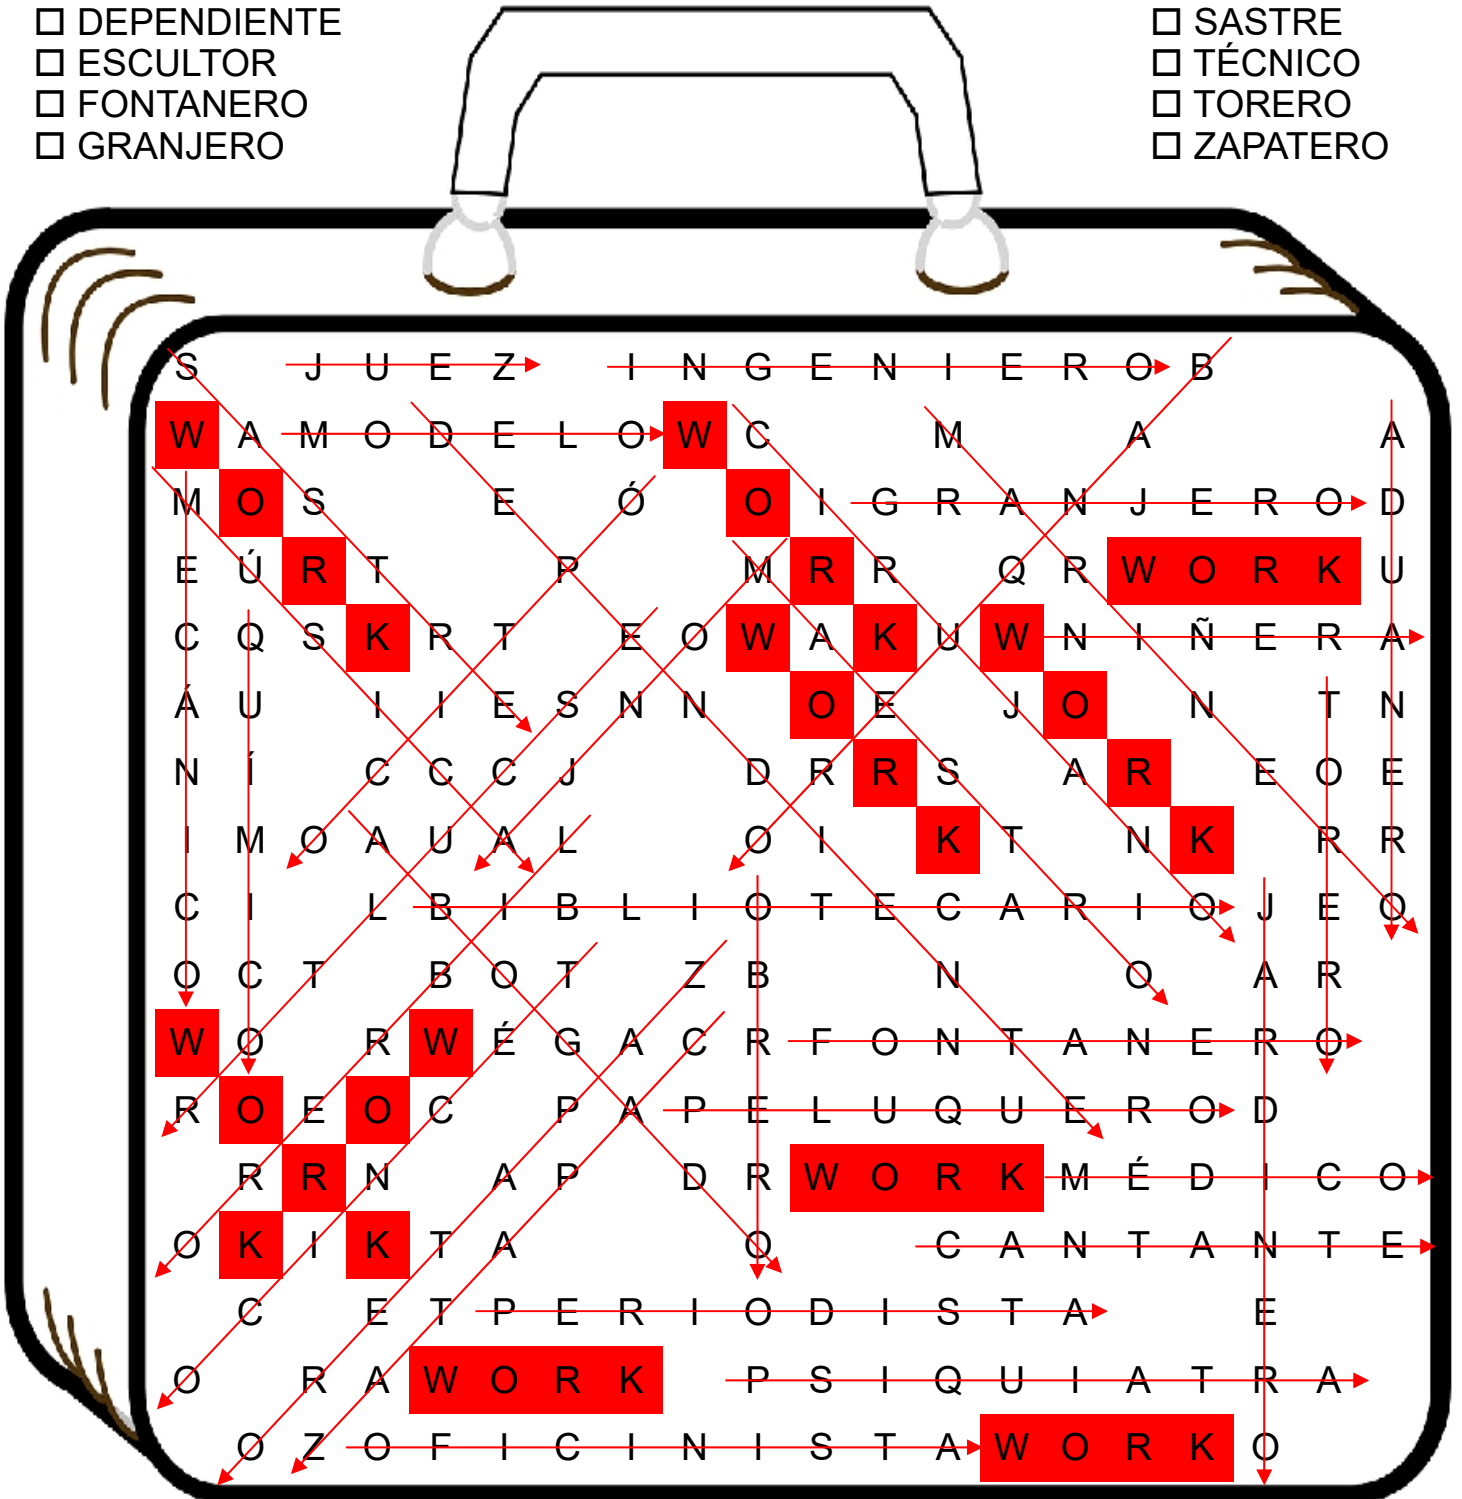 □ DEPENDIENTE
□ ESCULTOR
□ FONTANERO
□ GRANJERO
□ SASTRE
□ TÉCNICO
□ TORERO
□ ZAPATERO
S J U E Z I N G E N I E R O B
W A M O D E L O W C M A A
M O S E Ó O I G R A N J E R O D
E Ú R T P M R R Q R W O R K U
C Q S K R T E O W A K U W N I Ñ E R A
Á U I I E S N N O E J O N T N
N Í C C C J D R R S A R E O E
I M O A U A L O I K T N K R R
C I L B I B L I O T E C A R I O J E O
O C T B O T Z B N O A R
W O R W É G A C R F O N T A N E R O
R O E O C P A P E L U Q U E R O D
R R N A P D R W O R K M É D I C O
O K I K T A O C A N T A N T E
C E T P E R I O D I S T A E
O R A W O R K P S I Q U I A T R A
O Z O F I C I N I S T A W O R K O